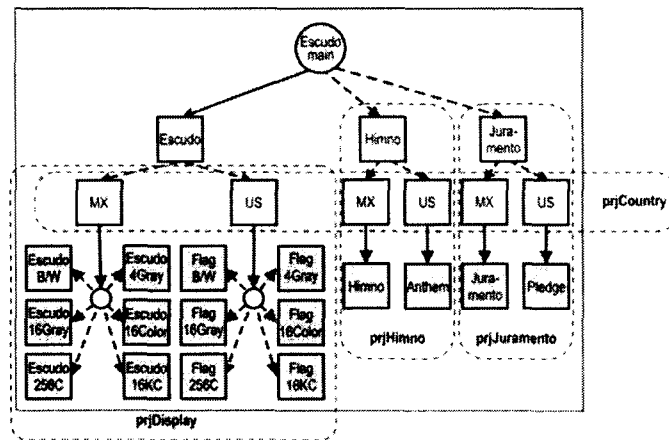 Escudo
main
Escudo
Himno
Jura-
mento
MX
US
MX
US
MX
US
prjCountry
Escudo
B/W
Escudo
4Gray
Flag
B/W
Flag
4Gray
Himno
Anthem
Jura-
mento
Pledge
Escudo
16Gray
Escudo
16Color
Flag
16Gray
Flag
16Color
prjHimno
prjJuramento
Escudo
256C
Escudo
16KC
Flag
256C
Flag
16KC
prjDisplay